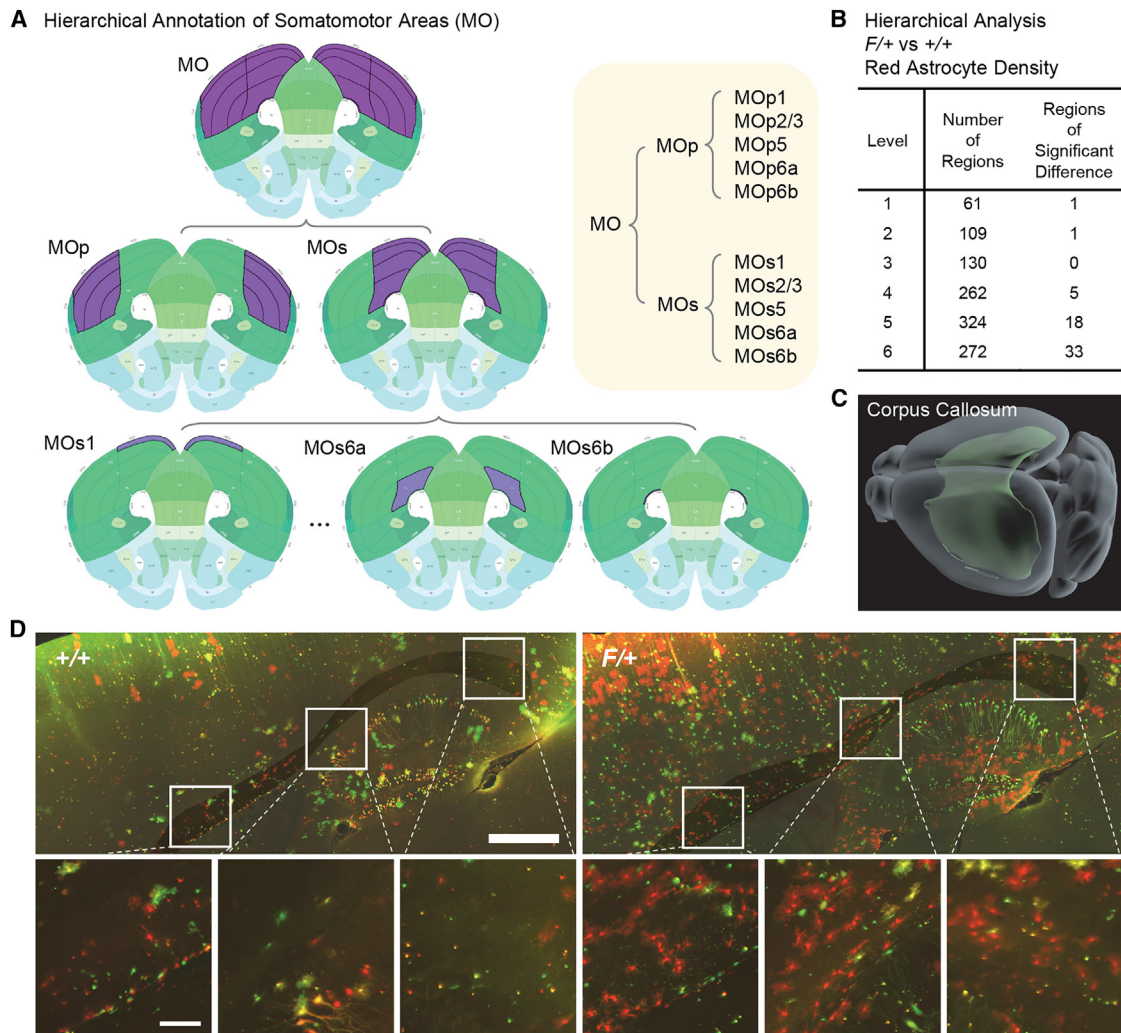 A Hierarchical Annotation of Somatomotor Areas (MO)
MO
MOp
MOs
MOs1
...
MOs6a
MOs6b
MO
MOp
MOp1
MOp2/3
MOp5
MOp6a
MOp6b
MOs
MOs1
MOs2/3
MOs5
MOs6a
MOs6b
B Hierarchical Analysis
F/+ vs +/+
Red Astrocyte Density
Level
Number
of
Regions
Regions
of
Significant
Difference
1 61 1
2 109 1
3 130 0
4 262 5
5 324 18
6 272 33
C Corpus Callosum
D
+/+
F/+